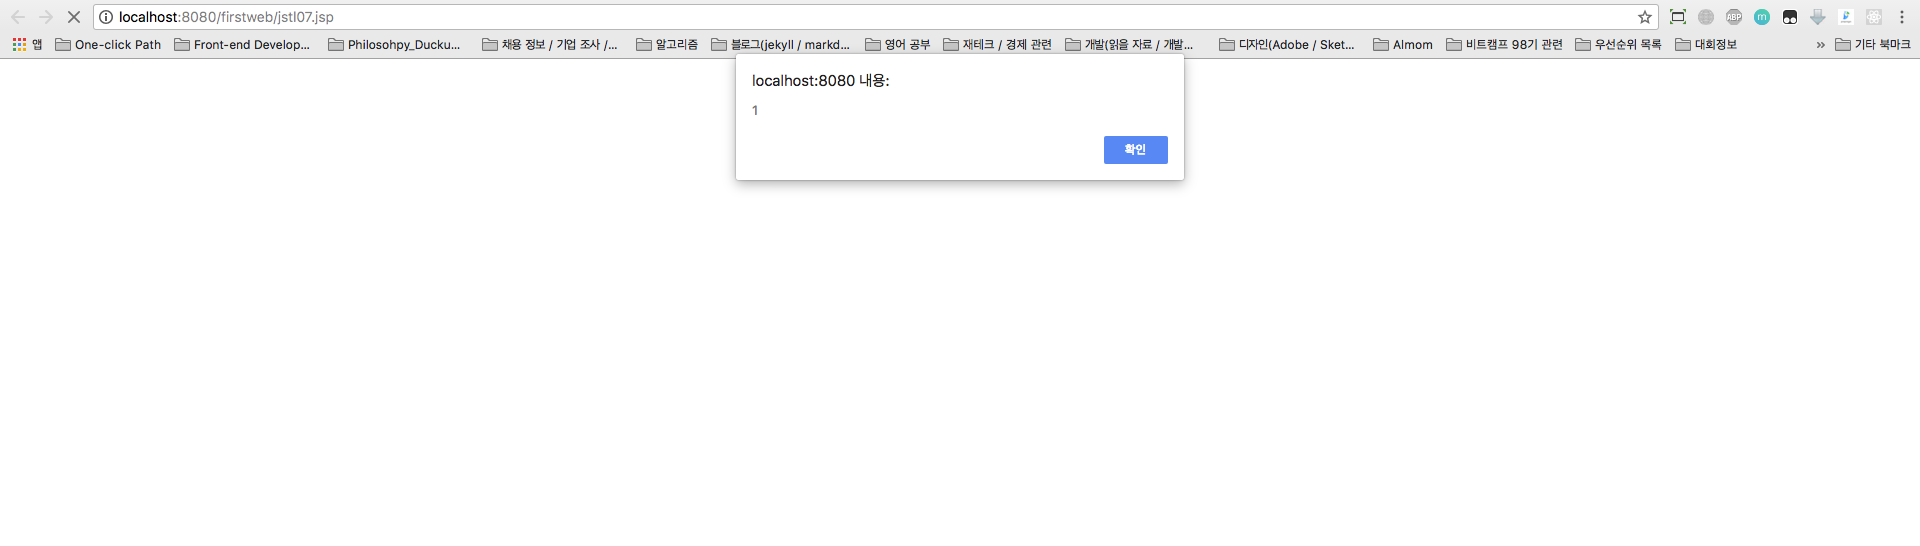 localhost:8080/firstweb/jstl07.jsp
ABP m
앱 One-click Path Front-end Develop... Philosohpy_Ducku... 채용 정보 / 기업 조사 /... 알고리즘 블로그(jekyll / markd... 영어 공부 재테크 / 경제 관련 개발(읽을 자료 / 개발... 디자인(Adobe / Sket... Almom 비트캠프 98기 관련 우선순위 목록 대회정보 » 기타 북마크
localhost:8080 내용:
1
확인